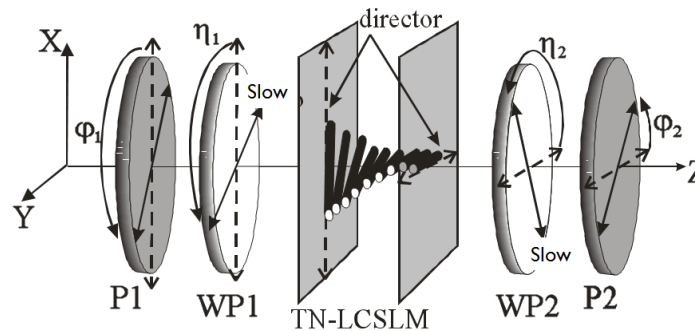 director
X
η1
η2
Slow
φ1
φ2
Z
Y
Slow
P1
WP1
TN-LCSLM
WP2
P2